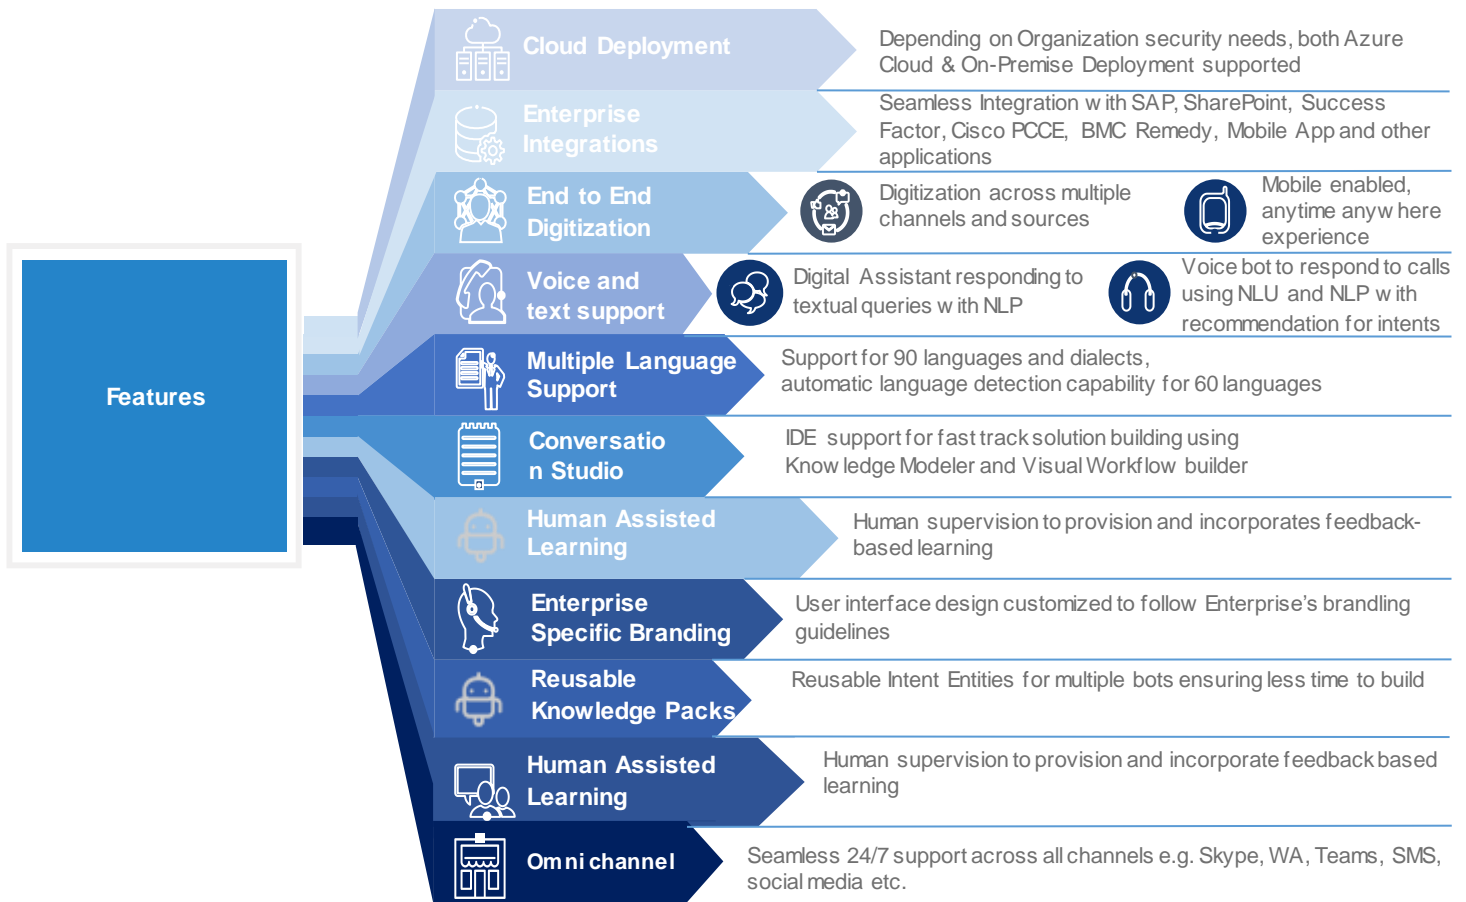 Features
Cloud Deployment
Depending on Organization security needs, both Azure
Cloud & On-Premise Deployment supported
Enterprise
Integrations
Seamless Integration with SAP, SharePoint, Success
Factor, Cisco PCCE, BMC Remedy, Mobile App and other
applications
End to End
Digitization
Digitization across multiple
channels and sources
Mobile enabled,
anytime anywhere
experience
Voice and
text support
Digital Assistant responding to
textual queries with NLP
Voice bot to respond to calls
using NLU and NLP with
recommendation for intents
Multiple Language
Support
Support for 90 languages and dialects,
automatic language detection capability for 60 languages
Conversatio
n Studio
IDE support for fast track solution building using
Knowledge Modeler and Visual Workflow builder
Human Assisted
Learning
Human supervision to provision and incorporates feedback-
based learning
Enterprise
Specific Branding
User interface design customized to follow Enterprise’s brandling
guidelines
Reusable
Knowledge Packs
Reusable Intent Entities for multiple bots ensuring less time to build
Human Assisted
Learning
Human supervision to provision and incorporate feedback based
learning
Omni channel
Seamless 24/7 support across all channels e.g. Skype, WA, Teams, SMS,
social media etc.